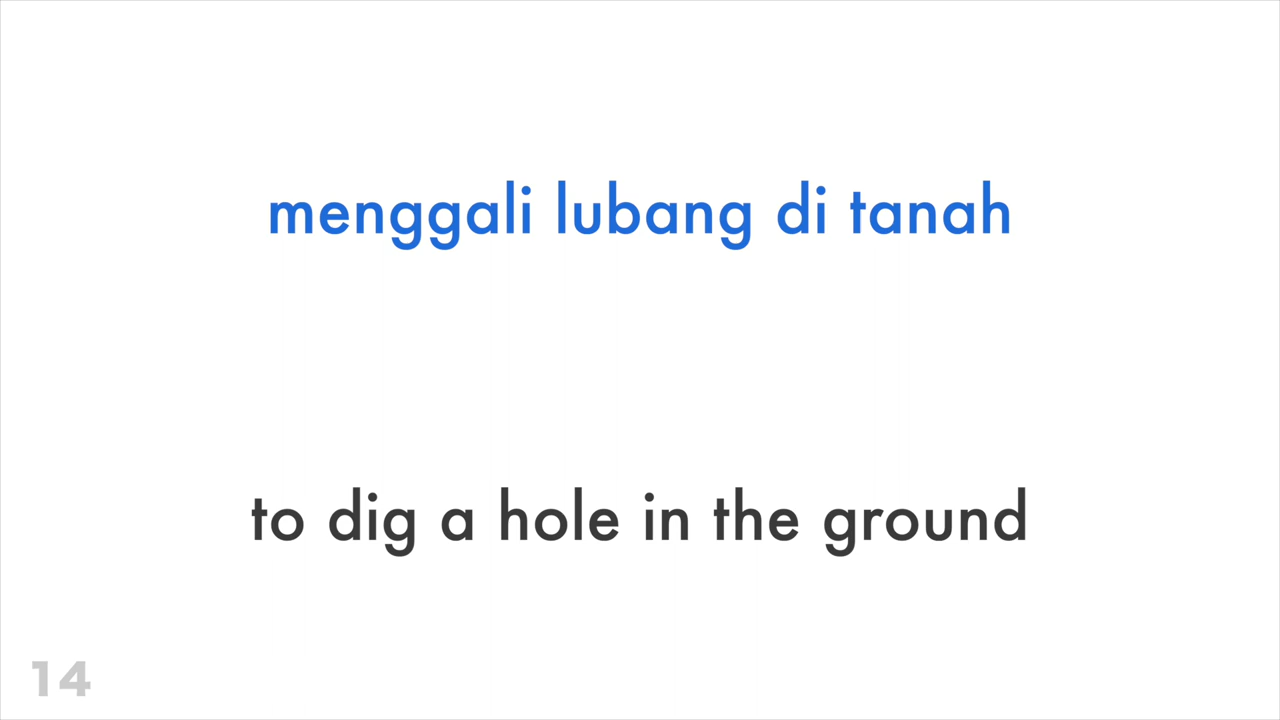 menggali lubang di tanah
to dig a hole in the ground
14